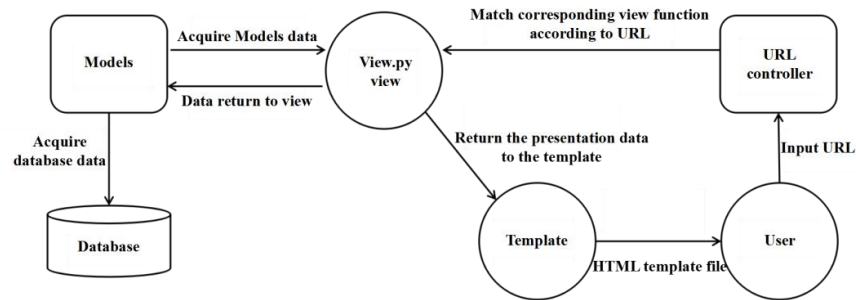 Match corresponding view function
according to URL
Acquire Models data
Models
View.py
view
URL
controller
Data return to view
Acquire
database data
Return the presentation data
to the template
Input URL
Database
Template
User
HTML template file